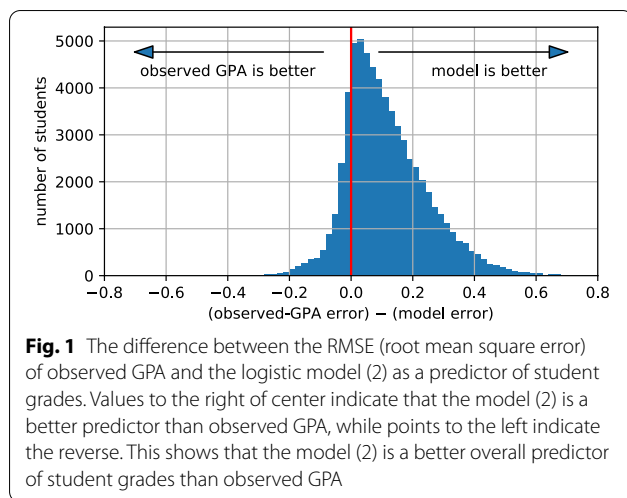 5000
4000
3000
2000
1000
0
number of students
observed GPA is better
model is better
−0.8 −0.6 −0.4 −0.2 0.0 0.2 0.4 0.6 0.8
(observed-GPA error) − (model error)
Fig. 1 The difference between the RMSE (root mean square error)
of observed GPA and the logistic model (2) as a predictor of student
grades. Values to the right of center indicate that the model (2) is a
better predictor than observed GPA, while points to the left indicate
the reverse. This shows that the model (2) is a better overall predictor
of student grades than observed GPA